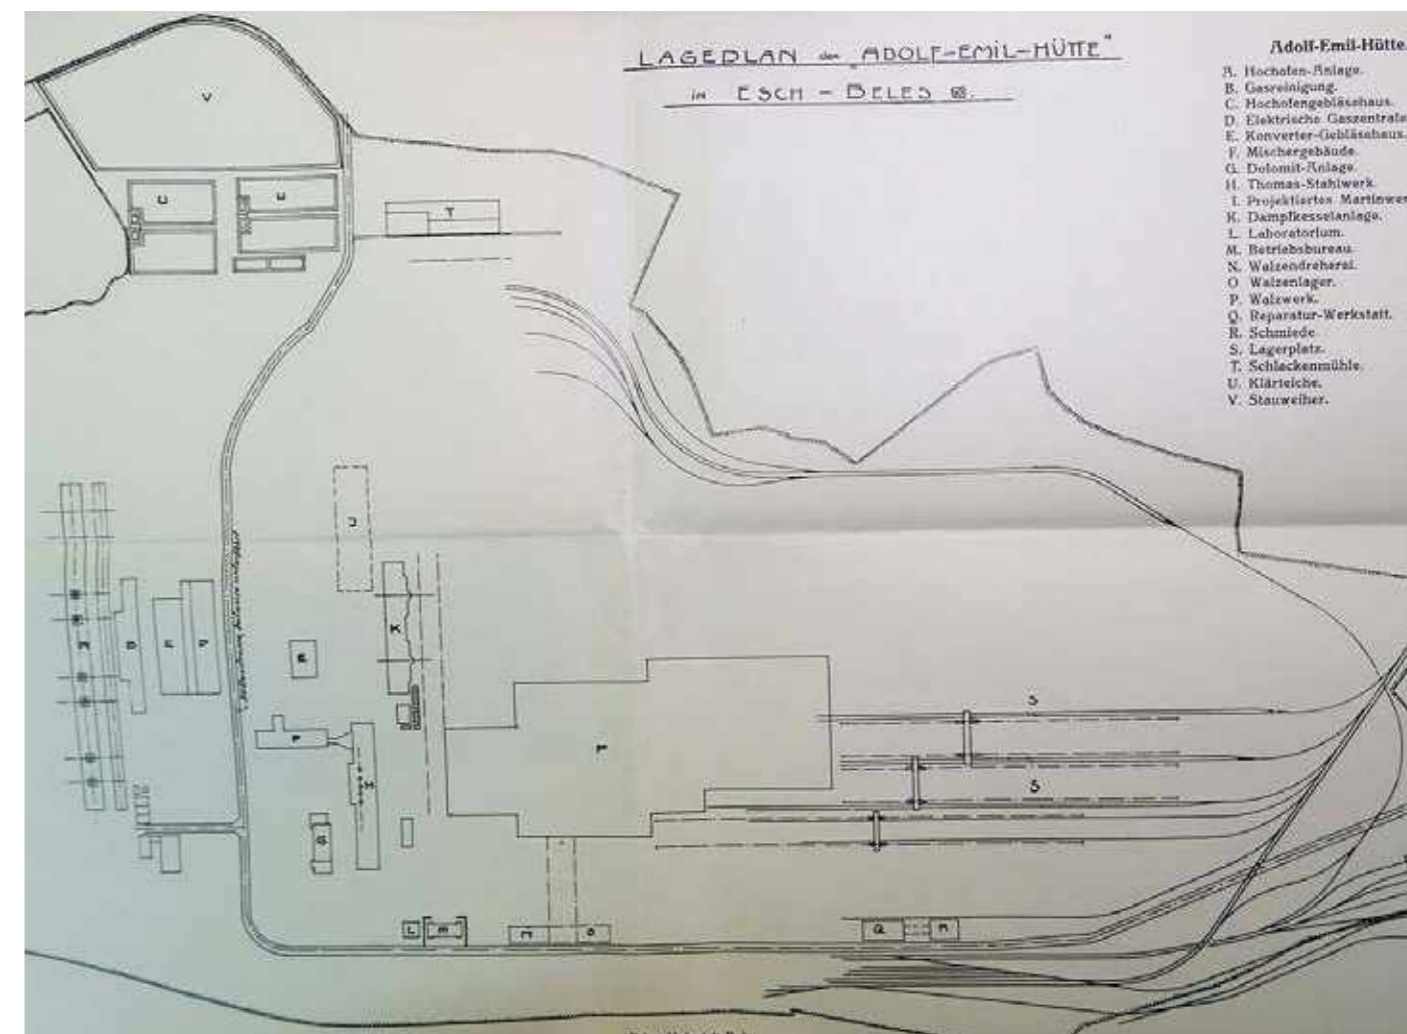 LAGEPLAN der „ADOLF-EMIL-HÜTTE"
in ESCH - BELES
Adolf-Emil-Hütte.
A. Hochofen-Anlage.
B. Gasreinigung.
C. Hochofengebläsehaus.
D. Elektrische Gaszentrale
E. Konverter-Gebläsehaus.
F. Mischergebäude.
G. Dolomit-Anlage.
H. Thomas-Stahlwerk.
I. Projektiertes Martinwer
K. Dampfkesselanlage.
L. Laboratorium.
M. Betriebsbureau.
N. Walzendreherei.
O. Walzenlager.
P. Walzwerk.
Q. Reparatur-Werkstatt.
R. Schmiede.
S. Lagerplatz.
T. Schlackenmühle.
U. Klärteiche.
V. Stauweiher.
V
U
U
T
J
K
S
S
H
G
L
Q